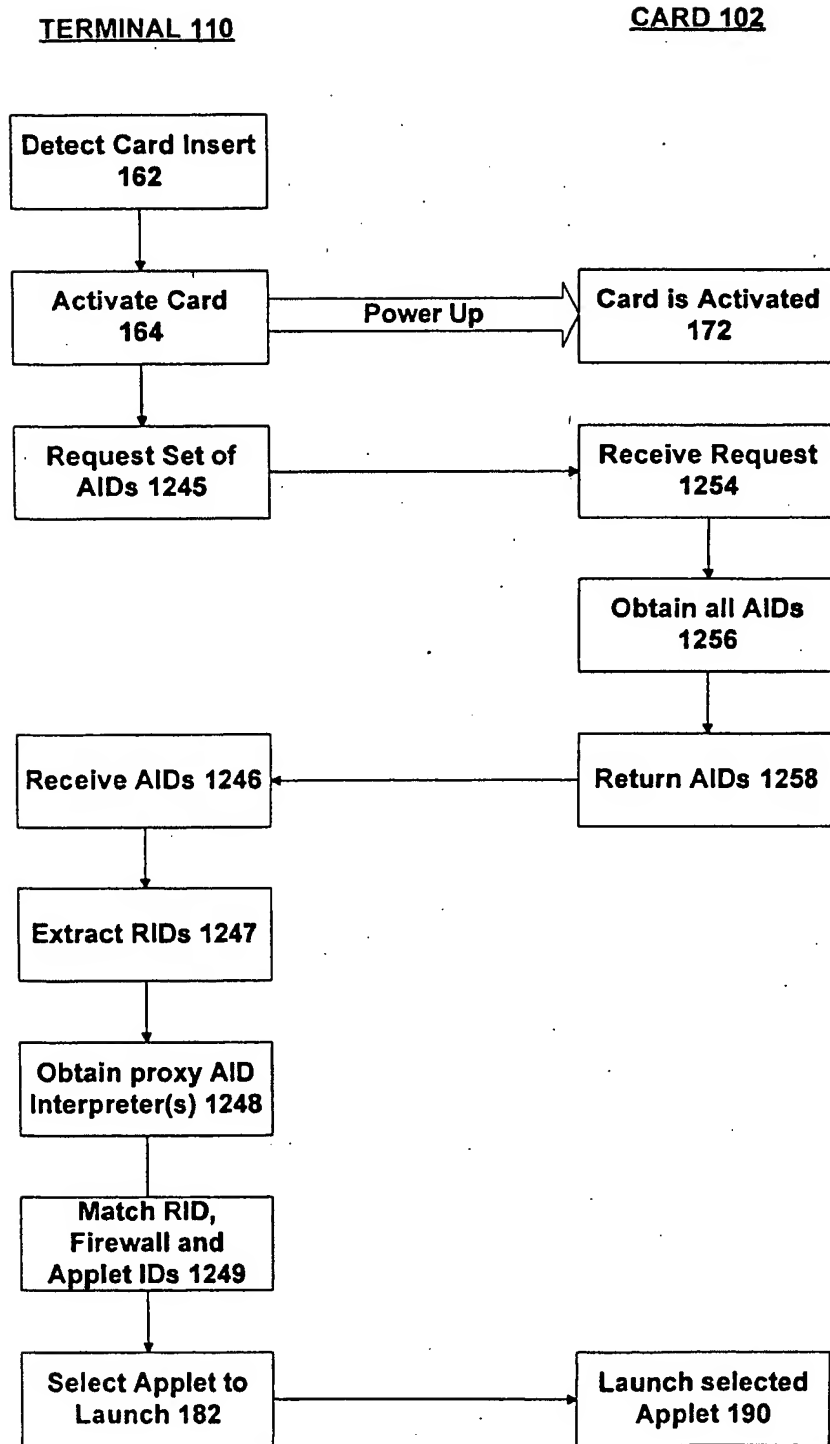 TERMINAL 110
CARD 102
Detect Card Insert
162
Activate Card
164
Power Up
Card is Activated
172
Request Set of
AIDs 1245
Receive Request
1254
Obtain all AIDs
1256
Receive AIDs 1246
Return AIDs 1258
Extract RIDs 1247
Obtain proxy AID
Interpreter(s) 1248
Match RID,
Firewall and
Applet IDs 1249
Select Applet to
Launch 182
Launch selected
Applet 190